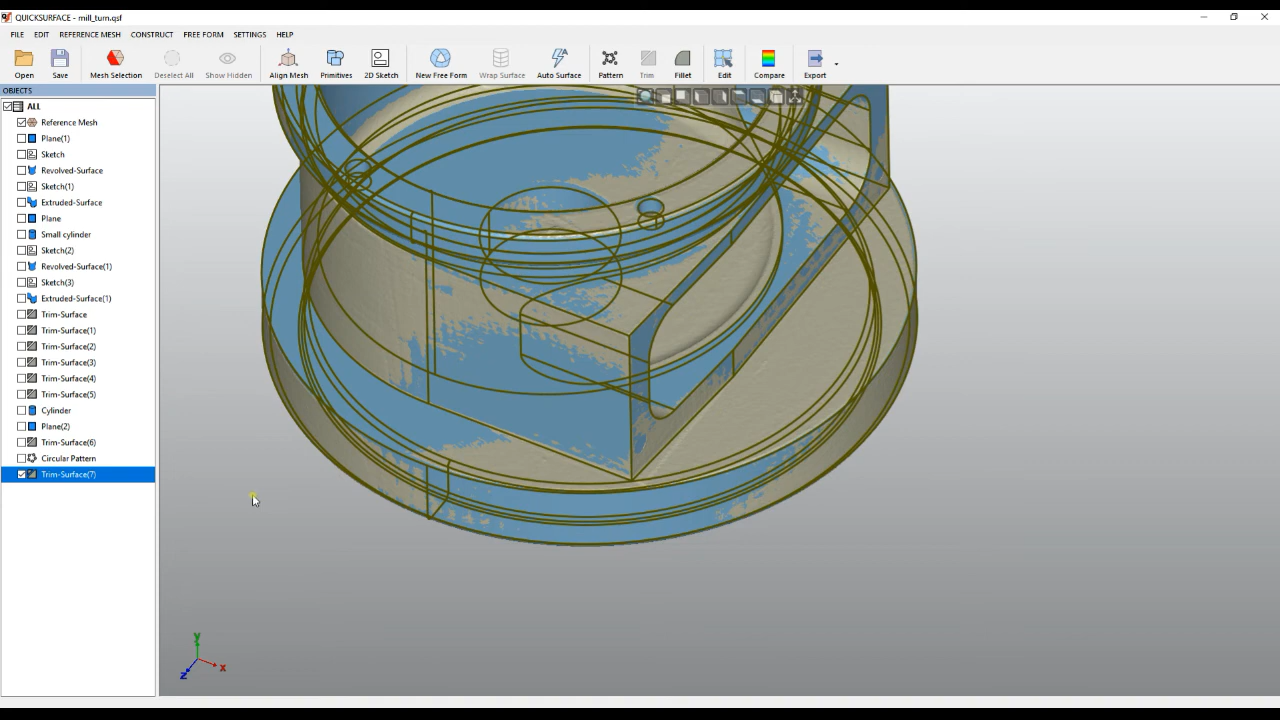 QUICKSURFACE - mill_turn.qsf
FILE EDIT REFERENCE MESH CONSTRUCT FREE FORM SETTINGS HELP
Open Save Mesh Selection Deselect All Show Hidden Align Mesh Primitives 2D Sketch New Free Form Wrap Surface Auto Surface Pattern Trim Fillet Edit Compare Export
OBJECTS
ALL
Reference Mesh
Plane(1)
Sketch
Revolved-Surface
Sketch(1)
Extruded-Surface
Plane
Small cylinder
Sketch(2)
Revolved-Surface(1)
Sketch(3)
Extruded-Surface(1)
Trim-Surface
Trim-Surface(1)
Trim-Surface(2)
Trim-Surface(3)
Trim-Surface(4)
Trim-Surface(5)
Cylinder
Plane(2)
Trim-Surface(6)
Circular Pattern
Trim-Surface(7)
y
x
z